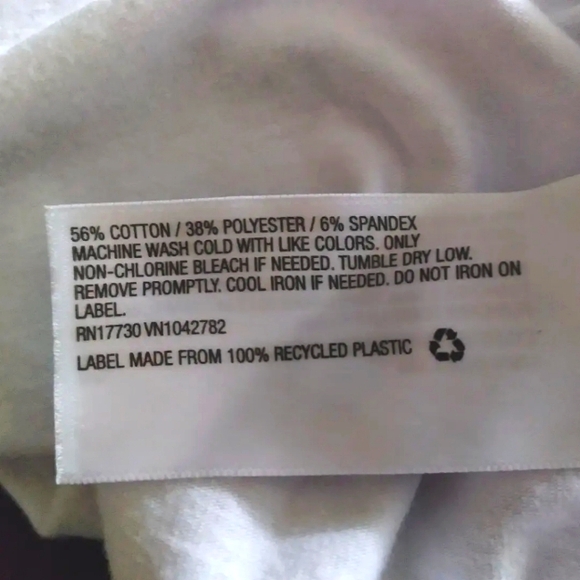 56% COTTON / 38% POLYESTER / 6% SPANDEX
MACHINE WASH COLD WITH LIKE COLORS. ONLY
NON-CHLORINE BLEACH IF NEEDED. TUMBLE DRY LOW.
REMOVE PROMPTLY. COOL IRON IF NEEDED. DO NOT IRON ON
LABEL.
RN17730 VN1042782
LABEL MADE FROM 100% RECYCLED PLASTIC